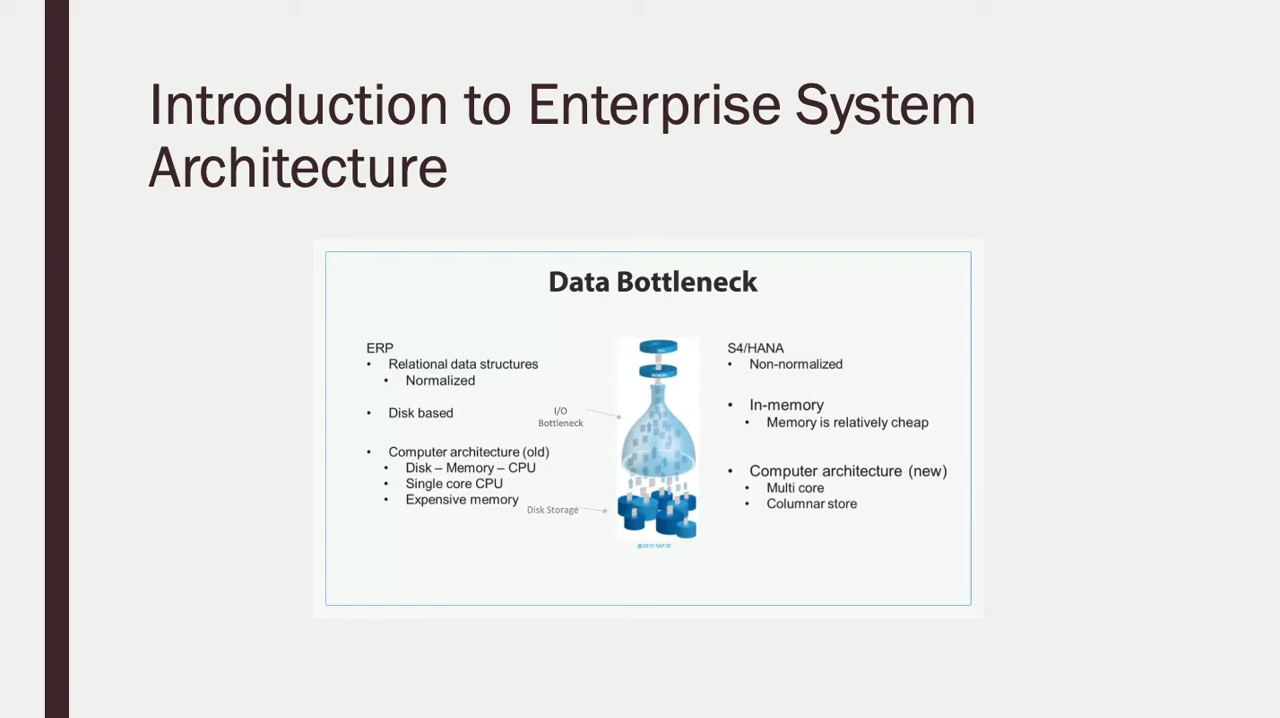 Introduction to Enterprise System
Architecture
Data Bottleneck
ERP
• Relational data structures
• Normalized
• Disk based
• Computer architecture (old)
• Disk – Memory – CPU
• Single core CPU
• Expensive memory
I/O
Bottleneck
Disk Storage
S4/HANA
• Non-normalized
• In-memory
• Memory is relatively cheap
• Computer architecture (new)
• Multi core
• Columnar store